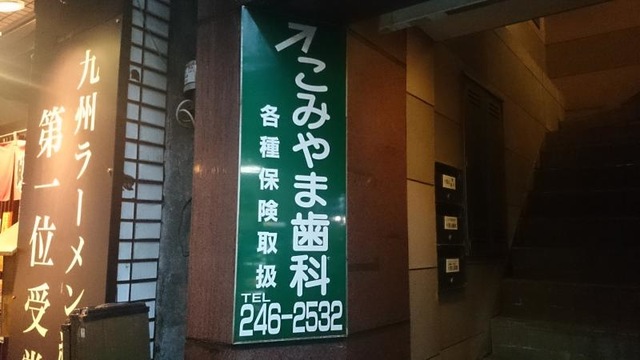 九州ラーメン
第一位受
↗こみやま歯科
各種保険取扱
TEL
246-2532